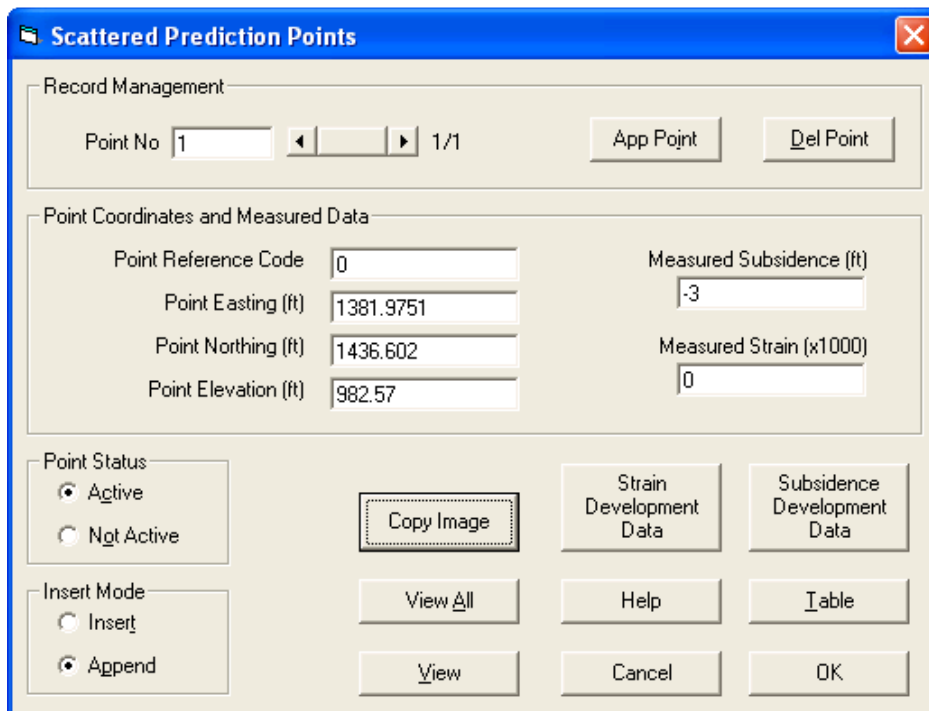 Scattered Prediction Points
Record Management
Point No 1 1/1 App Point Del Point
Point Coordinates and Measured Data
Point Reference Code 0
Point Easting (ft) 1381.9751
Point Northing (ft) 1436.602
Point Elevation (ft) 982.57
Measured Subsidence (ft)
-3
Measured Strain (x1000)
0
Point Status
Active
Not Active
Insert Mode
Insert
Append
Copy Image
Strain
Development
Data
Subsidence
Development
Data
View All
Help
Table
View
Cancel
OK